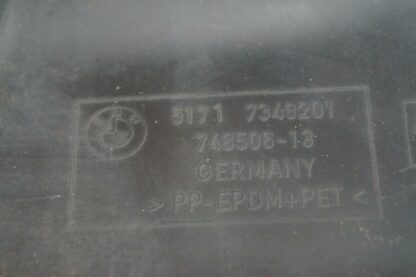 5171 7349201
748506-13
GERMANY
> PP-EPDM+PET <